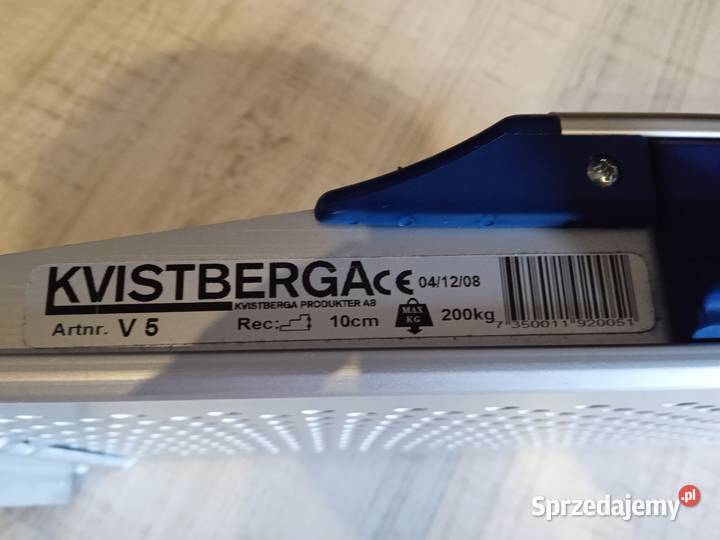 KVISTBERGA CE 04/12/08
KVISTBERGA PRODUKTER AB
Artnr. V 5 Rec: 10cm MAX KG 200kg
7 350011 920051
Sprzedajemy.pl